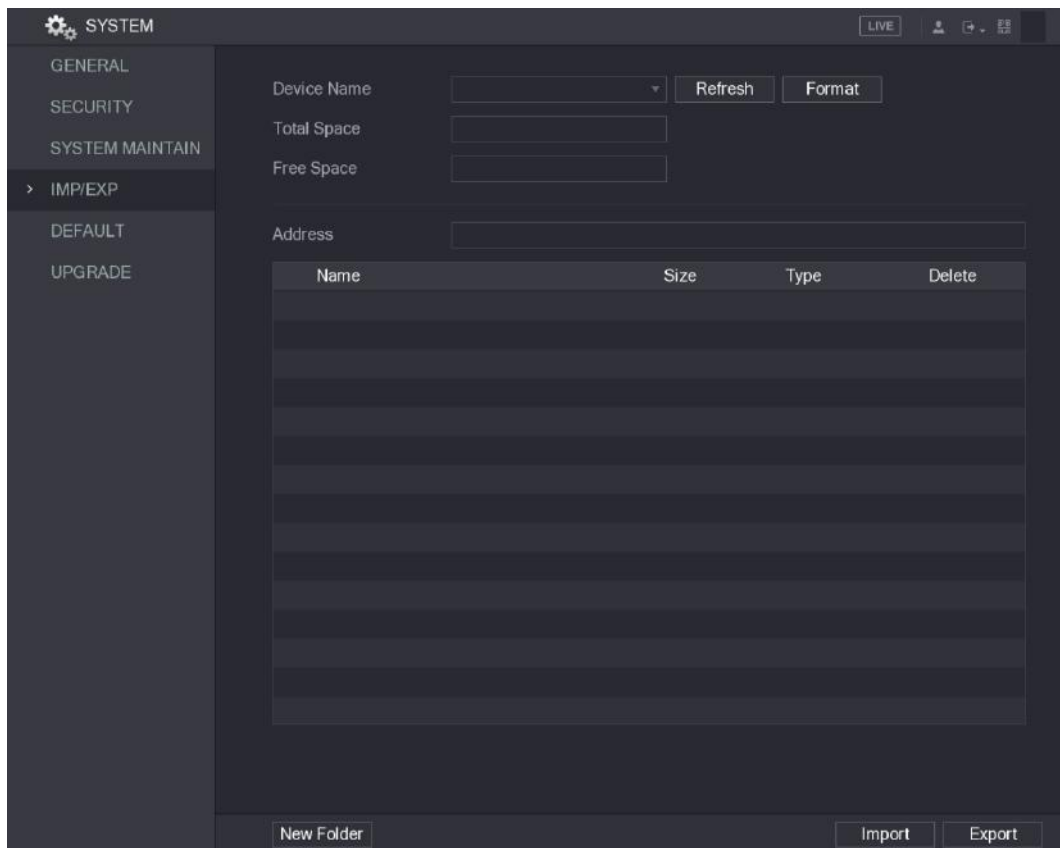 SYSTEM
LIVE
GENERAL
SECURITY
SYSTEM MAINTAIN
IMP/EXP
DEFAULT
UPGRADE
Device Name
Refresh
Format
Total Space
Free Space
Address
Name Size Type Delete
New Folder
Import
Export